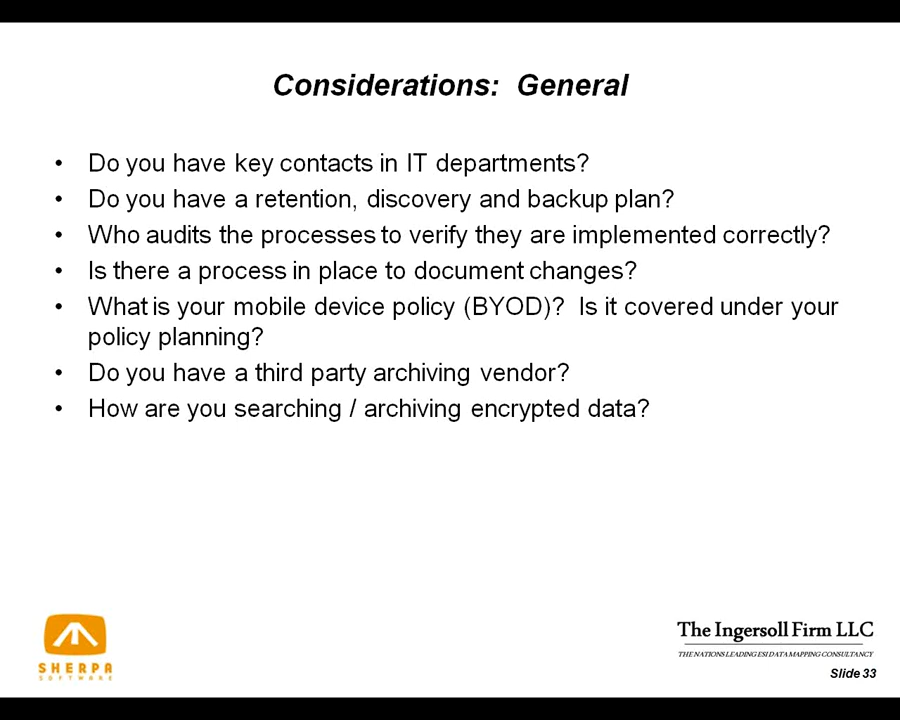 Considerations:  General
• Do you have key contacts in IT departments?
• Do you have a retention, discovery and backup plan?
• Who audits the processes to verify they are implemented correctly?
• Is there a process in place to document changes?
• What is your mobile device policy (BYOD)?  Is it covered under your
policy planning?
• Do you have a third party archiving vendor?
• How are you searching / archiving encrypted data?
SHERPA
SOFTWARE
The Ingersoll Firm LLC
THE NATIONS LEADING ESI DATA MAPPING CONSULTANCY
Slide 33